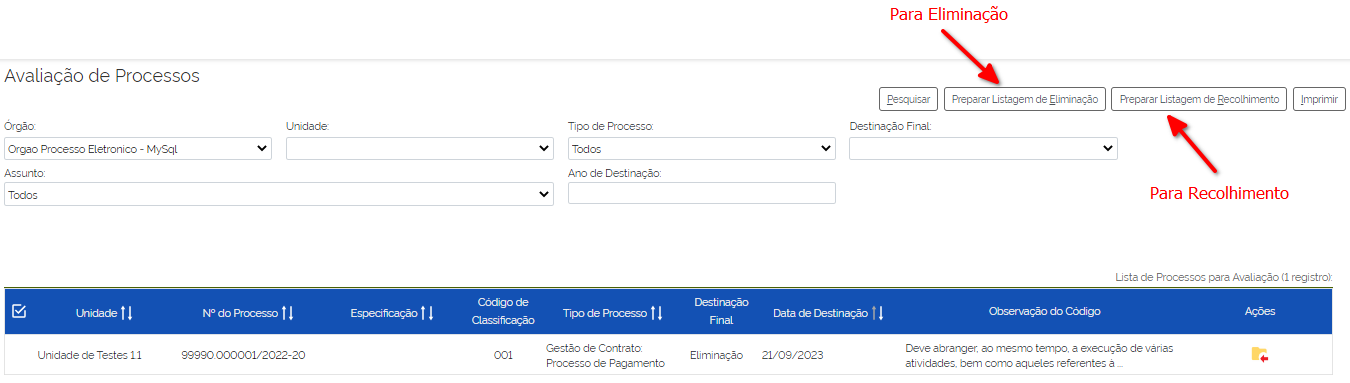 Para Eliminação
Avaliação de Processos
Pesquisar Preparar Listagem de Eliminação Preparar Listagem de Recolhimento Imprimir
Órgão: Unidade: Tipo de Processo: Destinação Final:
Orgao Processo Eletronico - MySql Todos
Assunto: Ano de Destinação:
Todos
Para Recolhimento
Lista de Processos para Avaliação (1 registro):
Unidade Nº do Processo Especificação Código de Classificação Tipo de Processo Destinação Final Data de Destinação Observação do Código Ações
Unidade de Testes 1.1 99990.000001/2022-20 001 Gestão de Contrato: Processo de Pagamento Eliminação 21/09/2023 Deve abranger, ao mesmo tempo, a execução de várias atividades, bem como aqueles referentes à ...